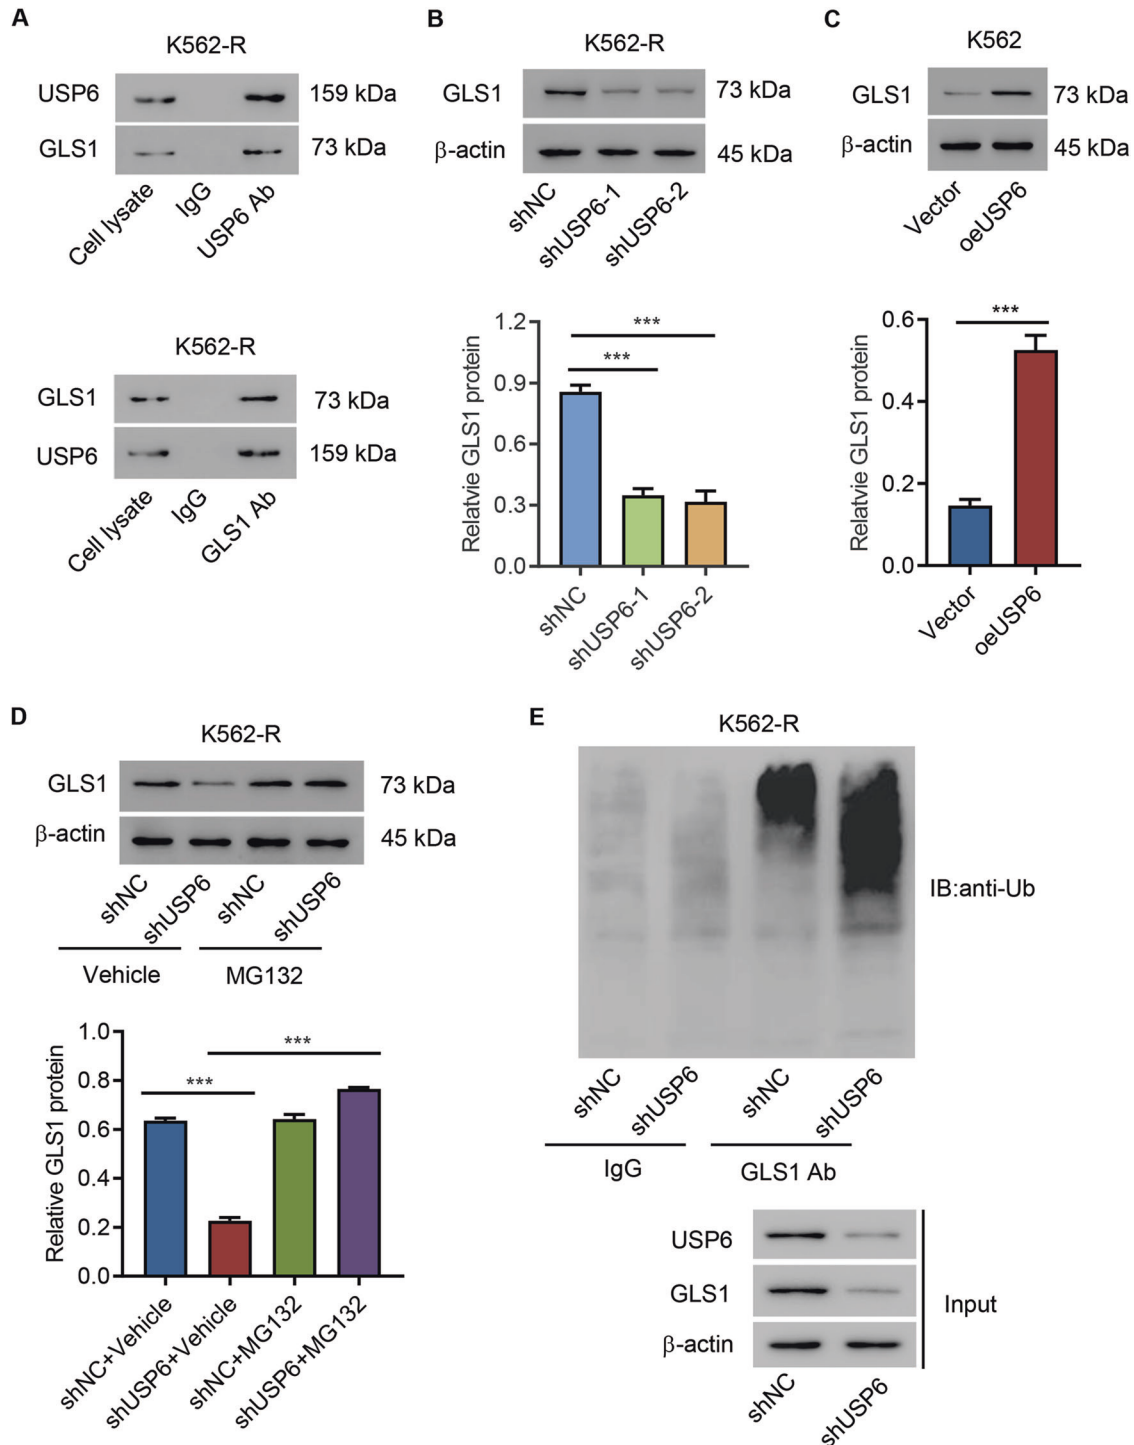 A
K562-R
USP6
159 kDa
GLS1
73 kDa
Cell lysate
IgG
USP6 Ab
K562-R
GLS1
73 kDa
USP6
159 kDa
Cell lysate
IgG
GLS1 Ab
B
K562-R
GLS1
73 kDa
β-actin
45 kDa
shNC
shUSP6-1
shUSP6-2
Relatvie GLS1 protein
1.2
0.9
0.6
0.3
0.0
***
***
shNC
shUSP6-1
shUSP6-2
C
K562
GLS1
73 kDa
β-actin
45 kDa
Vector
oeUSP6
Relatvie GLS1 protein
0.6
0.4
0.2
0.0
***
Vector
oeUSP6
D
K562-R
GLS1
73 kDa
β-actin
45 kDa
shNC
shUSP6
shNC
shUSP6
Vehicle
MG132
Relative GLS1 protein
1.0
0.8
0.6
0.4
0.2
0.0
***
***
shNC+Vehicle
shUSP6+Vehicle
shNC+MG132
shUSP6+MG132
E
K562-R
IB:anti-Ub
shNC
shUSP6
shNC
shUSP6
IgG
GLS1 Ab
USP6
GLS1
β-actin
Input
shNC
shUSP6